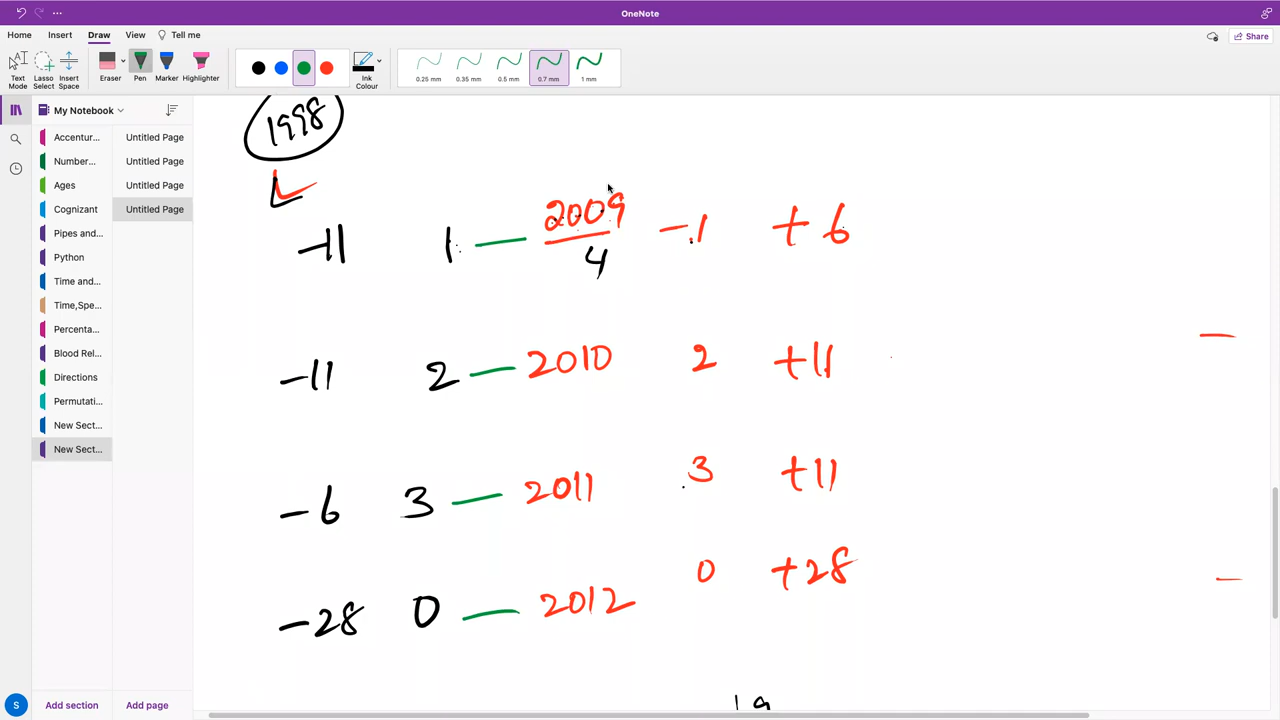 OneNote
Home Insert Draw View Tell me
Share
Text Mode
Lasso Select
Insert Space
Eraser
Pen
Marker
Highlighter
Ink Colour
0.25 mm
0.35 mm
0.5 mm
0.7 mm
1 mm
My Notebook
Accentur...
Number...
Ages
Cognizant
Pipes and...
Python
Time and...
Time,Spe...
Percenta...
Blood Rel...
Directions
Permutati...
New Sect...
New Sect...
Untitled Page
Untitled Page
Untitled Page
Untitled Page
S
Add section
Add page
1998
-11 1 — 2009/4 -1 +6
-11 2 — 2010 2 +11
-6 3 — 2011 3 +11
-28 0 — 2012 0 +28